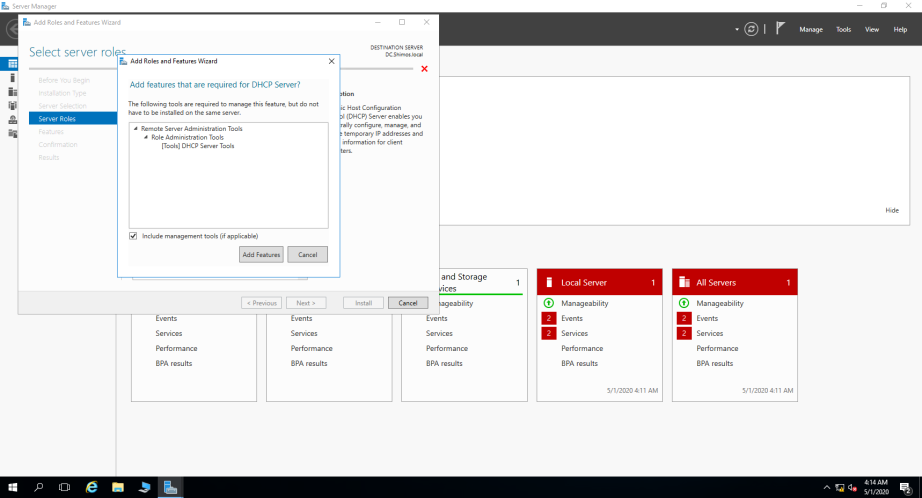 Server Manager
Add Roles and Features Wizard
Manage Tools View Help
Select server roles
DESTINATION SERVER
DC.Shimos.local
Before You Begin
Installation Type
Server Selection
Server Roles
Features
Confirmation
Results
Add Roles and Features Wizard
Add features that are required for DHCP Server?
The following tools are required to manage this feature, but do not
have to be installed on the same server.
Remote Server Administration Tools
Role Administration Tools
[Tools] DHCP Server Tools
Include management tools (if applicable)
Add Features Cancel
ption
ic Host Configuration
ol (DHCP) Server enables you
rally configure, manage, and
e temporary IP addresses and
information for client
ters.
< Previous Next > Install Cancel
Hide
and Storage 1
vices
nageability
Events
Services
Performance
BPA results
Events
Services
Performance
BPA results
Events
Services
Performance
BPA results
Local Server 1
Manageability
2 Events
2 Services
Performance
BPA results
5/1/2020 4:11 AM
All Servers 1
Manageability
2 Events
2 Services
Performance
BPA results
5/1/2020 4:11 AM
4:14 AM
5/1/2020